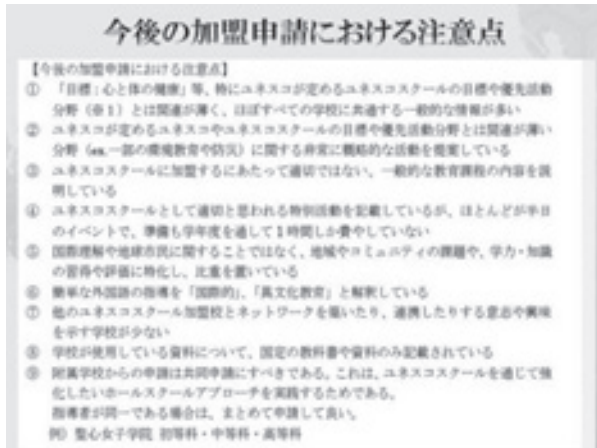 今後の加盟申請における注意点
【今後の加盟申請における注意点】
① 「目標：心と体の健康」等、特にユネスコが定めるユネスコスクールの目標や優先活動
分野（※1）とは関連が薄く、ほぼすべての学校に共通する一般的な情報が多い
② ユネスコが定めるユネスコやユネスコスクールの目標や優先活動分野とは関連が薄い
分野（ex.一部の環境教育や防災）に関する非常に戦略的な活動を提案している
③ ユネスコスクールに加盟するにあたって適切ではない、一般的な教育課程の内容を説
明している
④ ユネスコスクールとして適切と思われる特別活動を記載しているが、ほとんどが半日
のイベントで、準備も学年度を通して1時間しか費やしていない
⑤ 国際理解や地球市民に関することではなく、地域やコミュニティの課題や、学力・知識
の習得や評価に特化し、比重を置いている
⑥ 簡単な外国語の指導を「国際的」、「異文化教育」と解釈している
⑦ 他のユネスコスクール加盟校とネットワークを築いたり、連携したりする意志や興味
を示す学校が少ない
⑧ 学校が使用している資料について、国定の教科書や資料のみ記載されている
⑨ 附属学校からの申請は共同申請にすべきである。これは、ユネスコスクールを通じて強
化したいホールスクールアプローチを実践するためである。
指導者が同一である場合は、まとめて申請して良い。
例）聖心女子学院 初等科・中等科・高等科